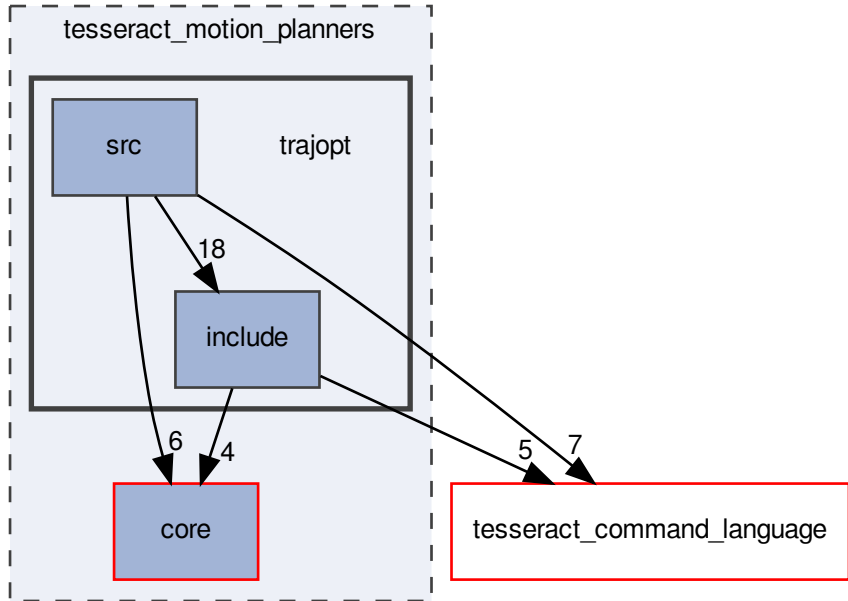 tesseract_motion_planners
src
trajopt
18
include
6
4
5
7
core
tesseract_command_language